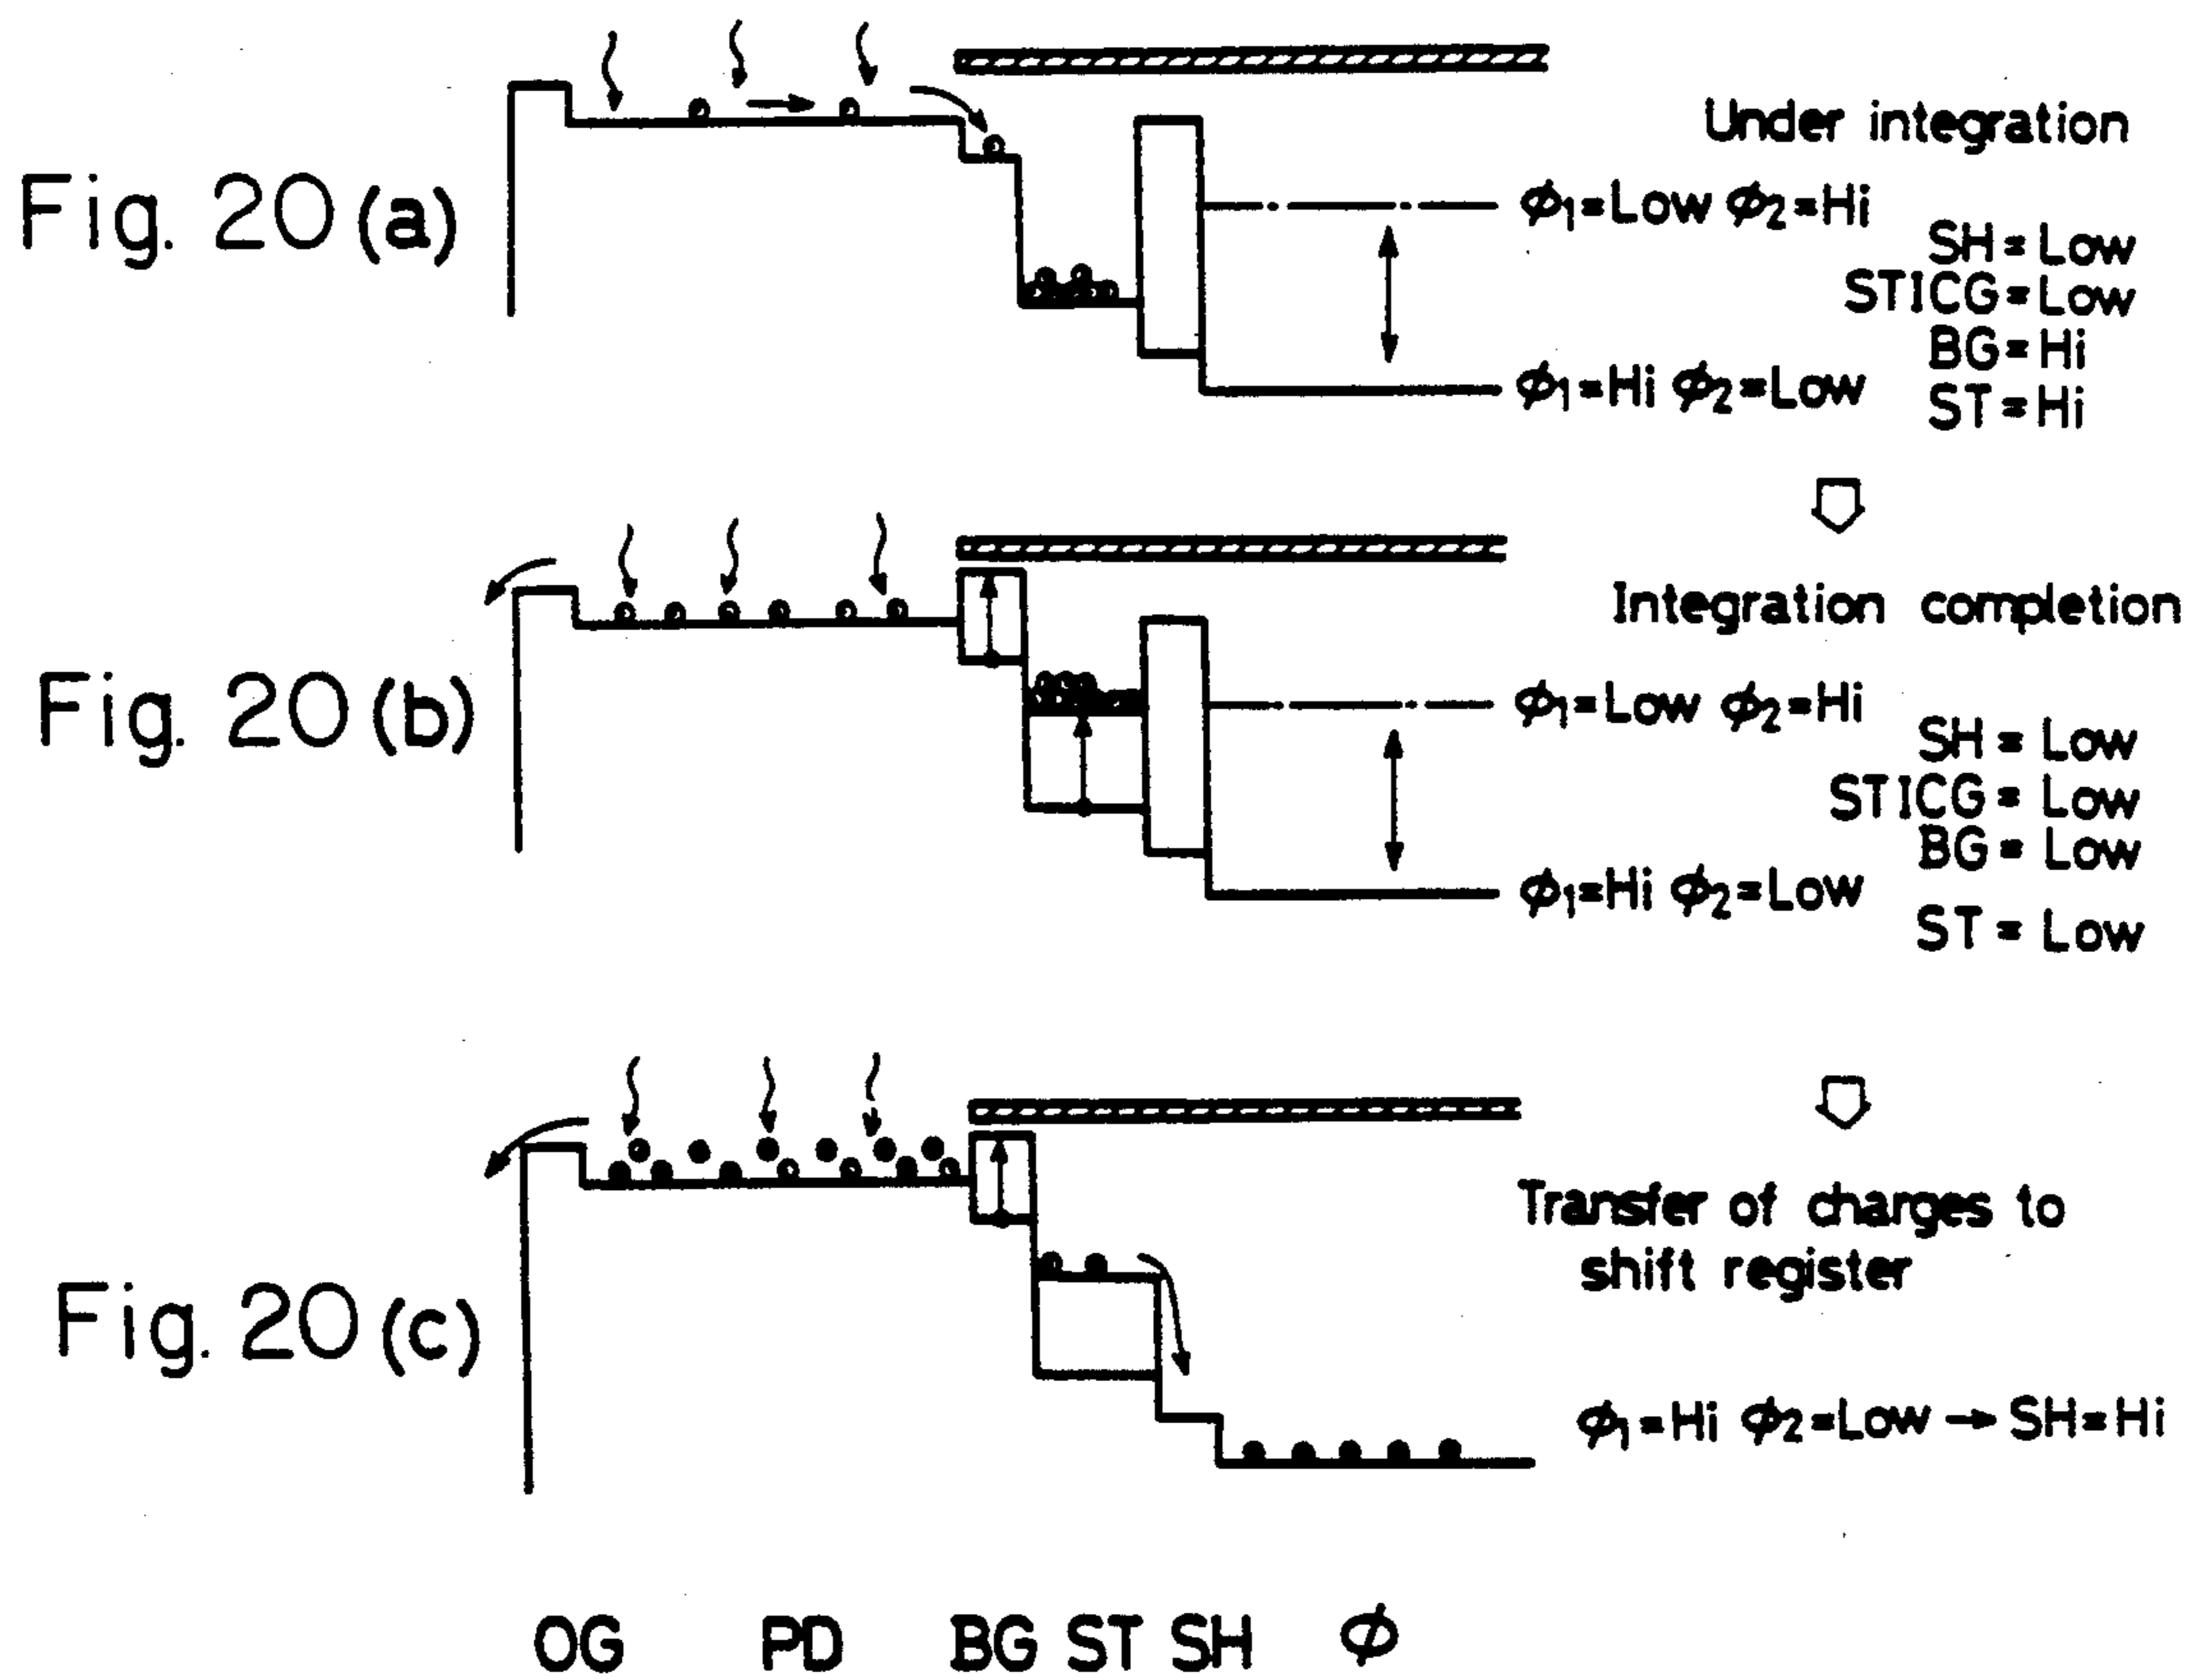 Under integration
Fig. 20 (a)
ϕ1=Low ϕ2=Hi
SH=Low
STICG=Low
BG=Hi
ϕ1=Hi ϕ2=Low
ST=Hi
Integration completion
Fig. 20 (b)
ϕ1=Low ϕ2=Hi
SH = Low
STICG = Low
BG = Low
ϕ1=Hi ϕ2=Low
ST = Low
Transfer of charges to
shift register
Fig. 20 (c)
ϕ1=Hi ϕ2=Low → SH=Hi
OG PD BG ST SH ϕ